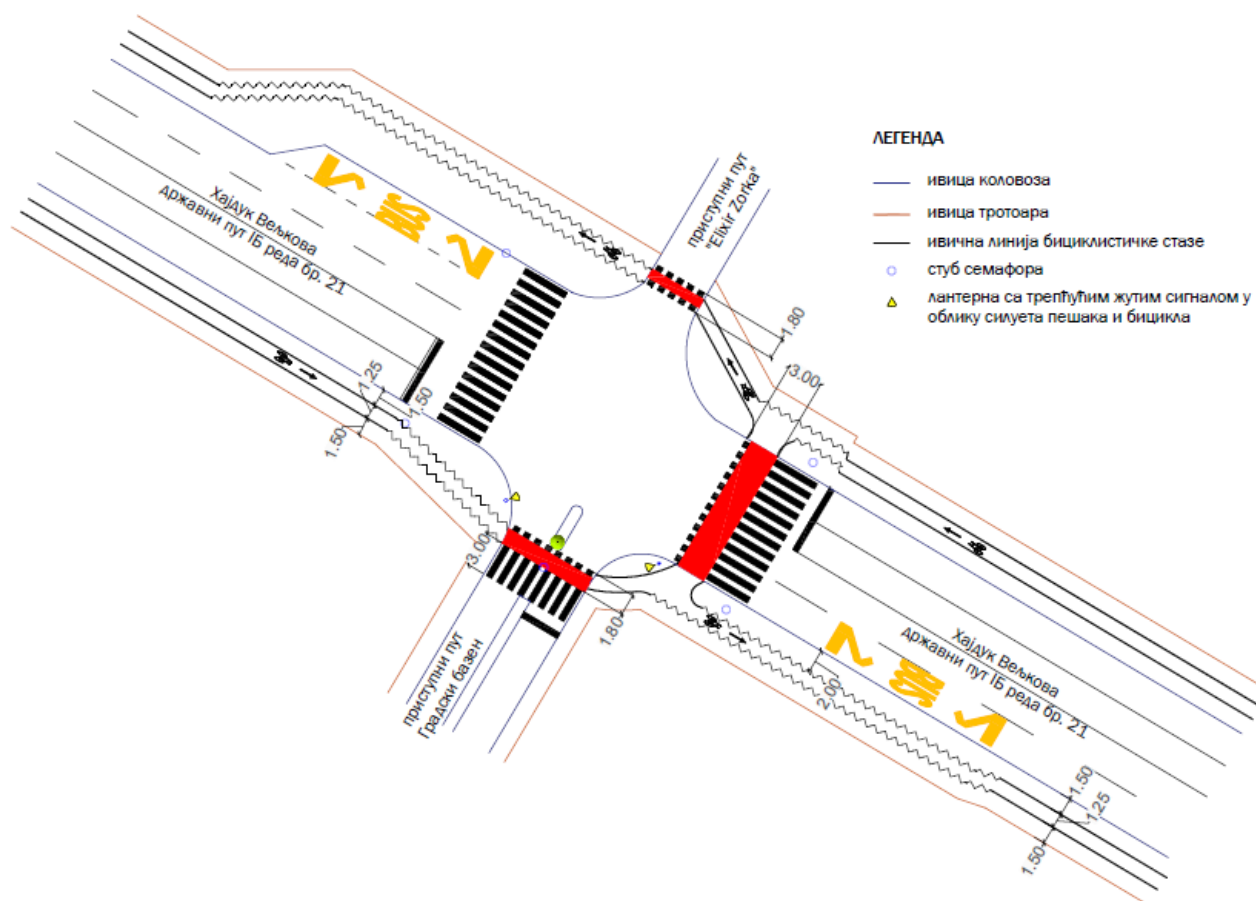 ЛЕГЕНДА
ивица коловоза
ивица тротоара
ивична линија бициклистичке стазе
стуб семафора
лантерна са трепћућим жутим сигналом у
облику силуета пешака и бицикла
Хајдук Вељкова
државни пут IБ реда бр. 21
приступни пут
"Elixir Zorka"
1.80
3.00
1.25
1.50
1.50
3.00
1.80
приступни пут
Градски базен
2.00
Хајдук Вељкова
државни пут IБ реда бр. 21
1.50
1.25
1.50